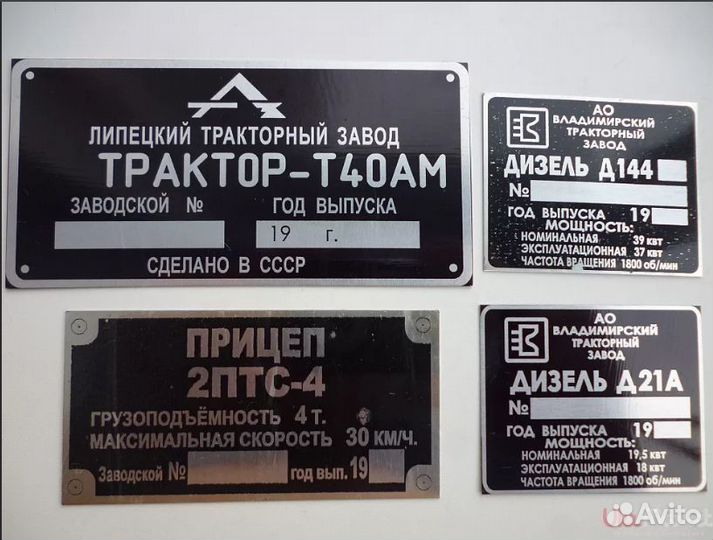 ЛИПЕЦКИЙ ТРАКТОРНЫЙ ЗАВОД
ТРАКТОР-Т40АМ
ЗАВОДСКОЙ № ГОД ВЫПУСКА
19 г.
СДЕЛАНО В СССР
АО
ВЛАДИМИРСКИЙ
ТРАКТОРНЫЙ
ЗАВОД
ДИЗЕЛЬ Д144
№
ГОД ВЫПУСКА 19
МОЩНОСТЬ:
НОМИНАЛЬНАЯ 39 квт
ЭКСПЛУАТАЦИОННАЯ 37 квт
ЧАСТОТА ВРАЩЕНИЯ 1800 об/мин
ПРИЦЕП
2ПТС-4
ГРУЗОПОДЪЁМНОСТЬ 4 т.
МАКСИМАЛЬНАЯ СКОРОСТЬ 30 КМ/Ч.
Заводской № год вып. 19
АО
ВЛАДИМИРСКИЙ
ТРАКТОРНЫЙ
ЗАВОД
ДИЗЕЛЬ Д21А
№
ГОД ВЫПУСКА 19
МОЩНОСТЬ:
НОМИНАЛЬНАЯ 19,5 квт
ЭКСПЛУАТАЦИОННАЯ 18 квт
ЧАСТОТА ВРАЩЕНИЯ 1800 об/мин
Avito